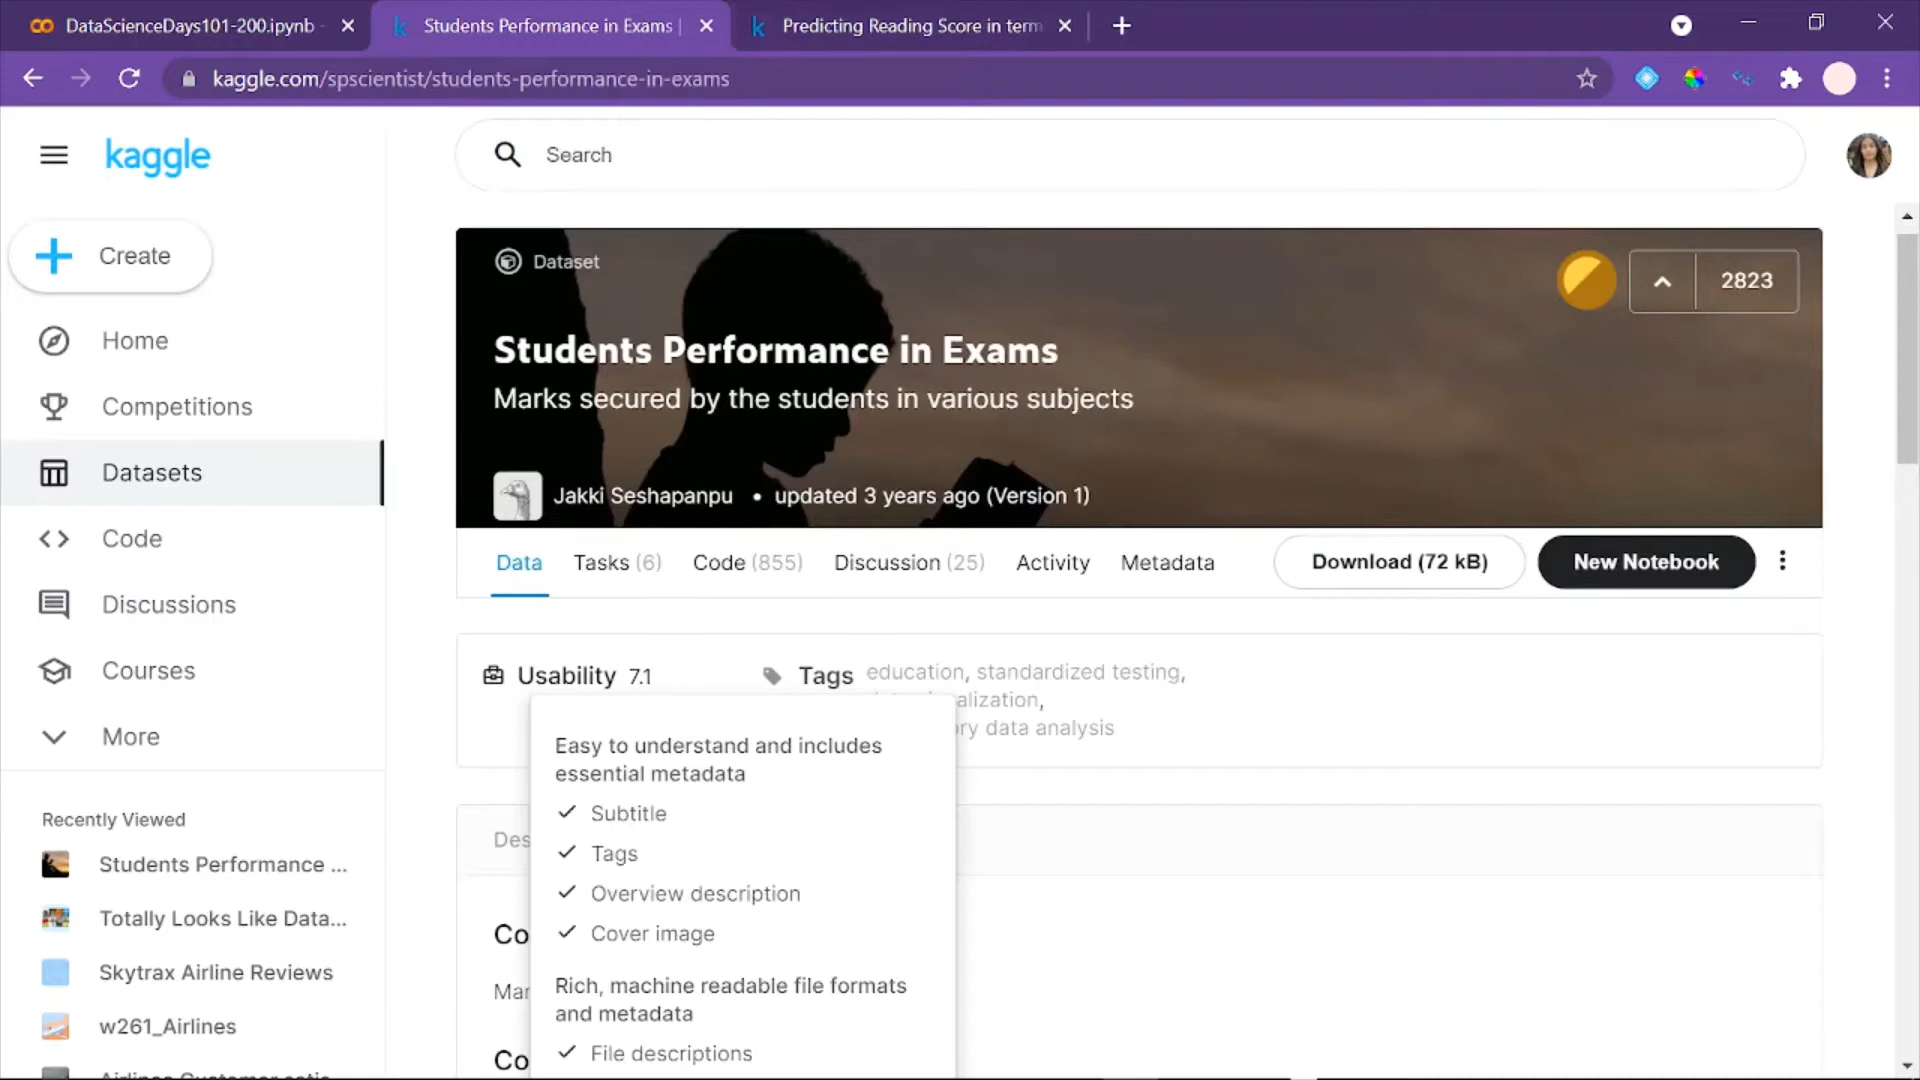 DataScienceDays101-200.ipynb -
Students Performance in Exams |
Predicting Reading Score in term
kaggle.com/spscientist/students-performance-in-exams
kaggle
Search
Create
Home
Competitions
Datasets
Code
Discussions
Courses
More
Recently Viewed
Students Performance ...
Totally Looks Like Data...
Skytrax Airline Reviews
w261_Airlines
Dataset
2823
Students Performance in Exams
Marks secured by the students in various subjects
Jakki Seshapanpu • updated 3 years ago (Version 1)
Data Tasks (6) Code (855) Discussion (25) Activity Metadata
Download (72 kB)
New Notebook
Usability 7.1
Tags education, standardized testing,
alization,
ry data analysis
Easy to understand and includes
essential metadata
Subtitle
Tags
Overview description
Cover image
Rich, machine readable file formats
and metadata
File descriptions
Des
Co
Mar
Co